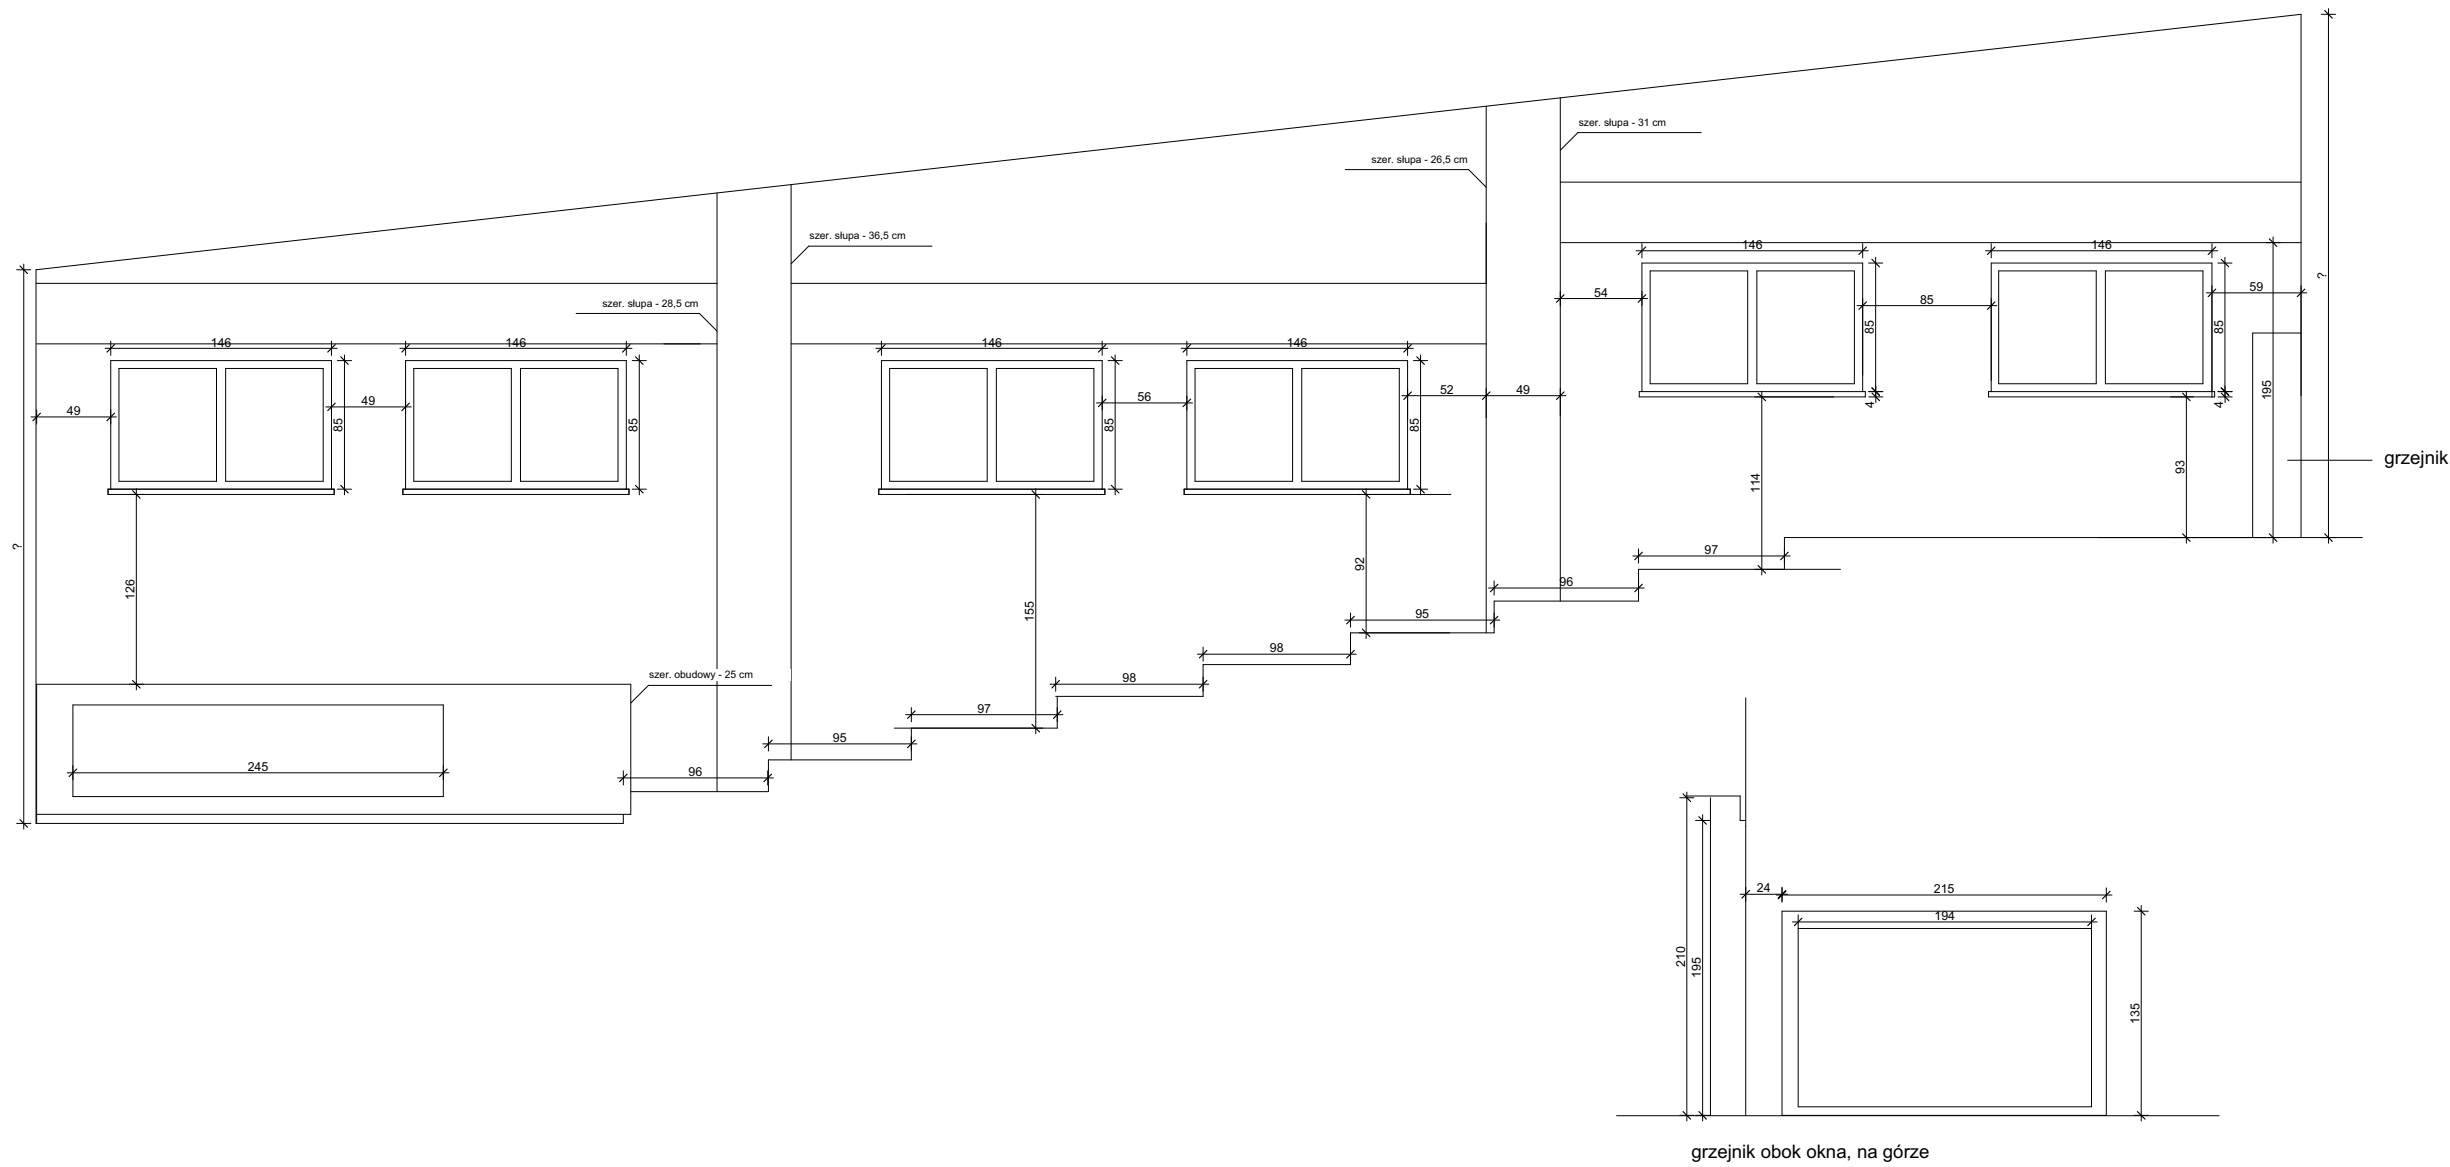 szer. słupa - 31 cm
szer. słupa - 26,5 cm
szer. słupa - 36,5 cm
146 146
?
54 85 59
szer. słupa - 28,5 cm
85 85
146 146 146 146
52 49 195
49 49 56
4 4
85 85 85 85
grzejnik
93
114
?
97
92
126 96
155
95
98
szer. obudowy - 25 cm
98
97
95
245 96
24 215
194
210
195
135
grzejnik obok okna, na górze